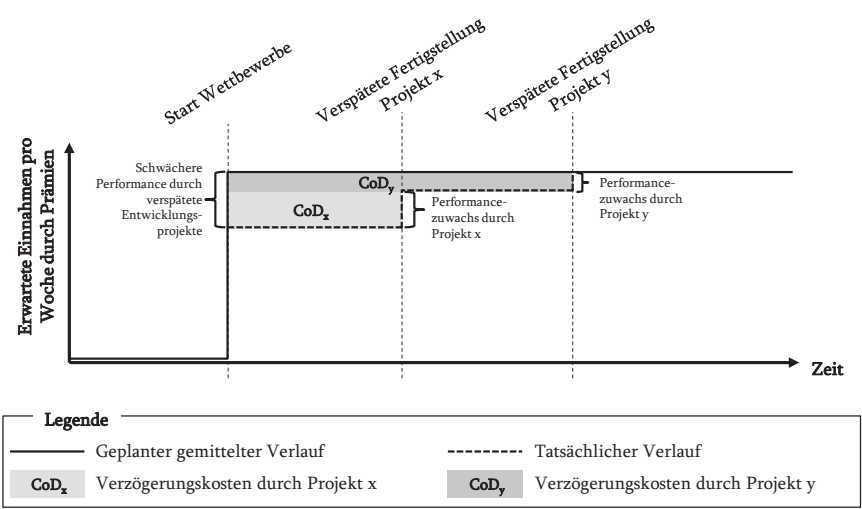 Start Wettbewerbe
Verspätete Fertigstellung
Projekt x
Verspätete Fertigstellung
Projekt y
Erwartete Einnahmen pro
Woche durch Prämien
Schwächere
Performance durch
verspätete
Entwicklungs-
projekte
CoDy
CoDx
Performance-
zuwachs durch
Projekt x
Performance-
zuwachs durch
Projekt y
Zeit
Legende
Geplanter gemittelter Verlauf
Tatsächlicher Verlauf
CoDx Verzögerungskosten durch Projekt x
CoDy Verzögerungskosten durch Projekt y